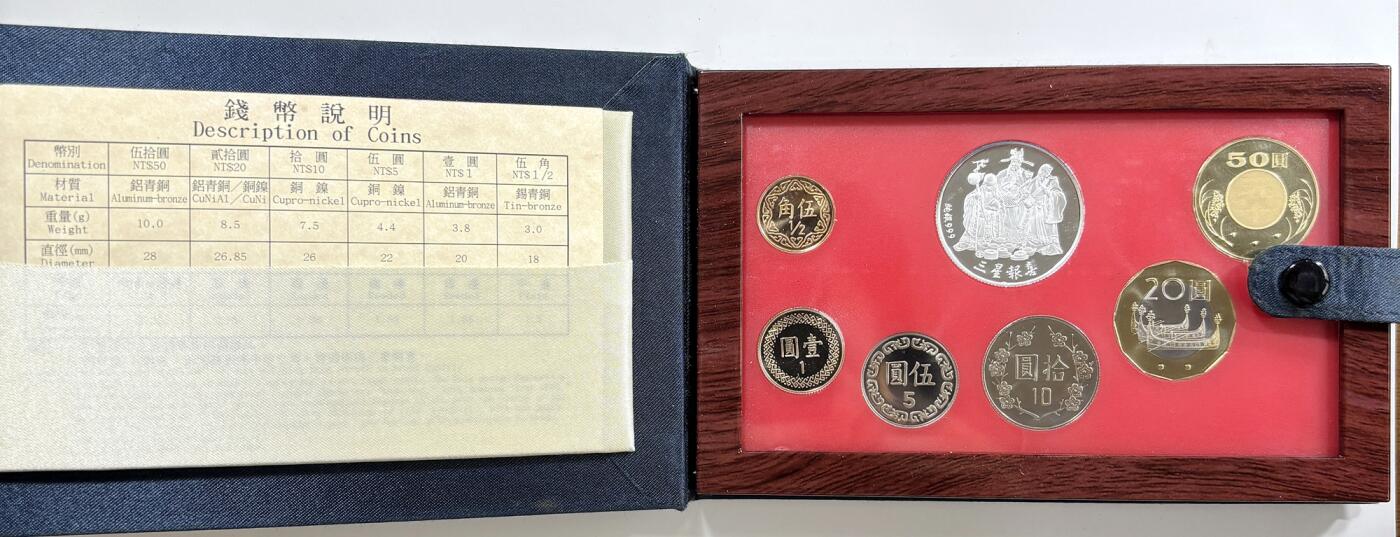 錢幣說明
Description of Coins
幣別 伍拾圓 貳拾圓 拾圓 伍圓 壹圓 伍角
Denomination NT$50 NT$20 NT$10 NT$5 NT$1 NT$1/2
材質 鋁青銅 鋁青銅/銅鎳 銅鎳 銅鎳 鋁青銅 錫青銅
Material Aluminum-bronze CuNiAl/CuNi Cupro-nickel Cupro-nickel Aluminum-bronze Tin-bronze
重量(g) 10.0 8.5 7.5 4.4 3.8 3.0
Weight
直徑(mm) 28 26.85 26 22 20 18
Diameter
角伍
1/2
純銀999
三星報喜
50圓
圓壹
1
圓伍
5
圓拾
10
20圓